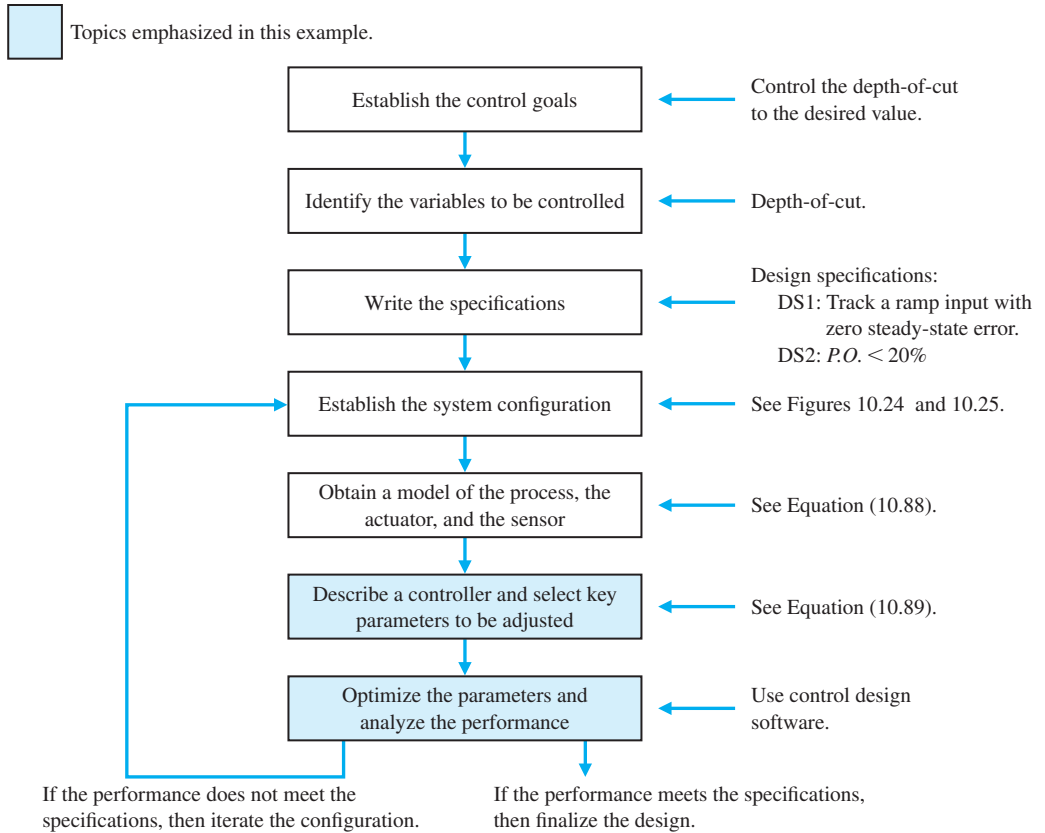 Topics emphasized in this example.
Establish the control goals
Control the depth-of-cut
to the desired value.
Identify the variables to be controlled
Depth-of-cut.
Write the specifications
Design specifications:
DS1: Track a ramp input with
zero steady-state error.
DS2: P.O. < 20%
Establish the system configuration
See Figures 10.24 and 10.25.
Obtain a model of the process, the
actuator, and the sensor
See Equation (10.88).
Describe a controller and select key
parameters to be adjusted
See Equation (10.89).
Optimize the parameters and
analyze the performance
Use control design
software.
If the performance does not meet the
specifications, then iterate the configuration.
If the performance meets the specifications,
then finalize the design.